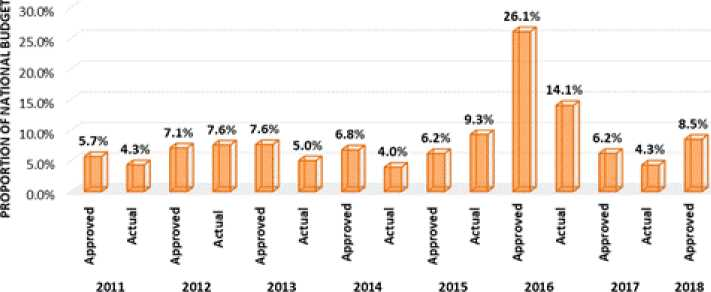 PROPORTION OF NATIONAL BUDGET
30.0%
25.0%
20.0%
15.0%
10.0%
5.0%
0.0%
5.7%
4.3%
7.1%
7.6%
7.6%
5.0%
6.8%
4.0%
6.2%
9.3%
26.1%
14.1%
6.2%
4.3%
8.5%
Approved
Actual
Approved
Actual
Approved
Actual
Approved
Actual
Approved
Actual
Approved
Actual
Approved
Actual
Approved
2011 2012 2013 2014 2015 2016 2017 2018